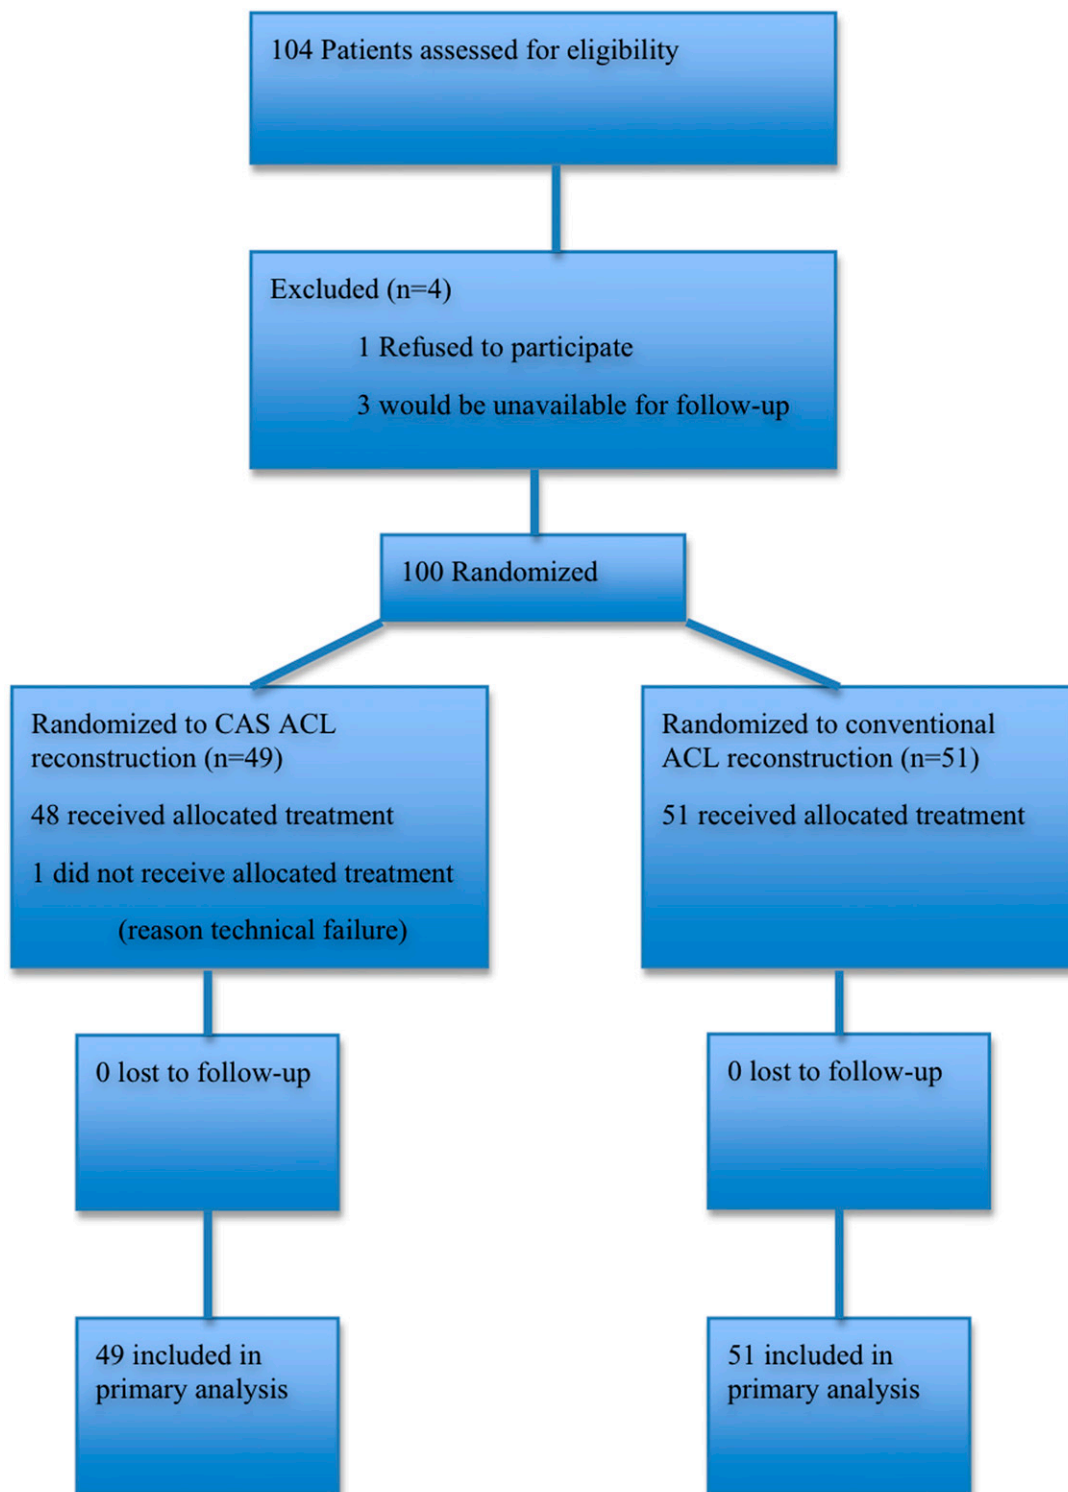 104 Patients assessed for eligibility
Excluded (n=4)
1 Refused to participate
3 would be unavailable for follow-up
100 Randomized
Randomized to CAS ACL
reconstruction (n=49)
48 received allocated treatment
1 did not receive allocated treatment
(reason technical failure)
Randomized to conventional
ACL reconstruction (n=51)
51 received allocated treatment
0 lost to follow-up
0 lost to follow-up
49 included in
primary analysis
51 included in
primary analysis